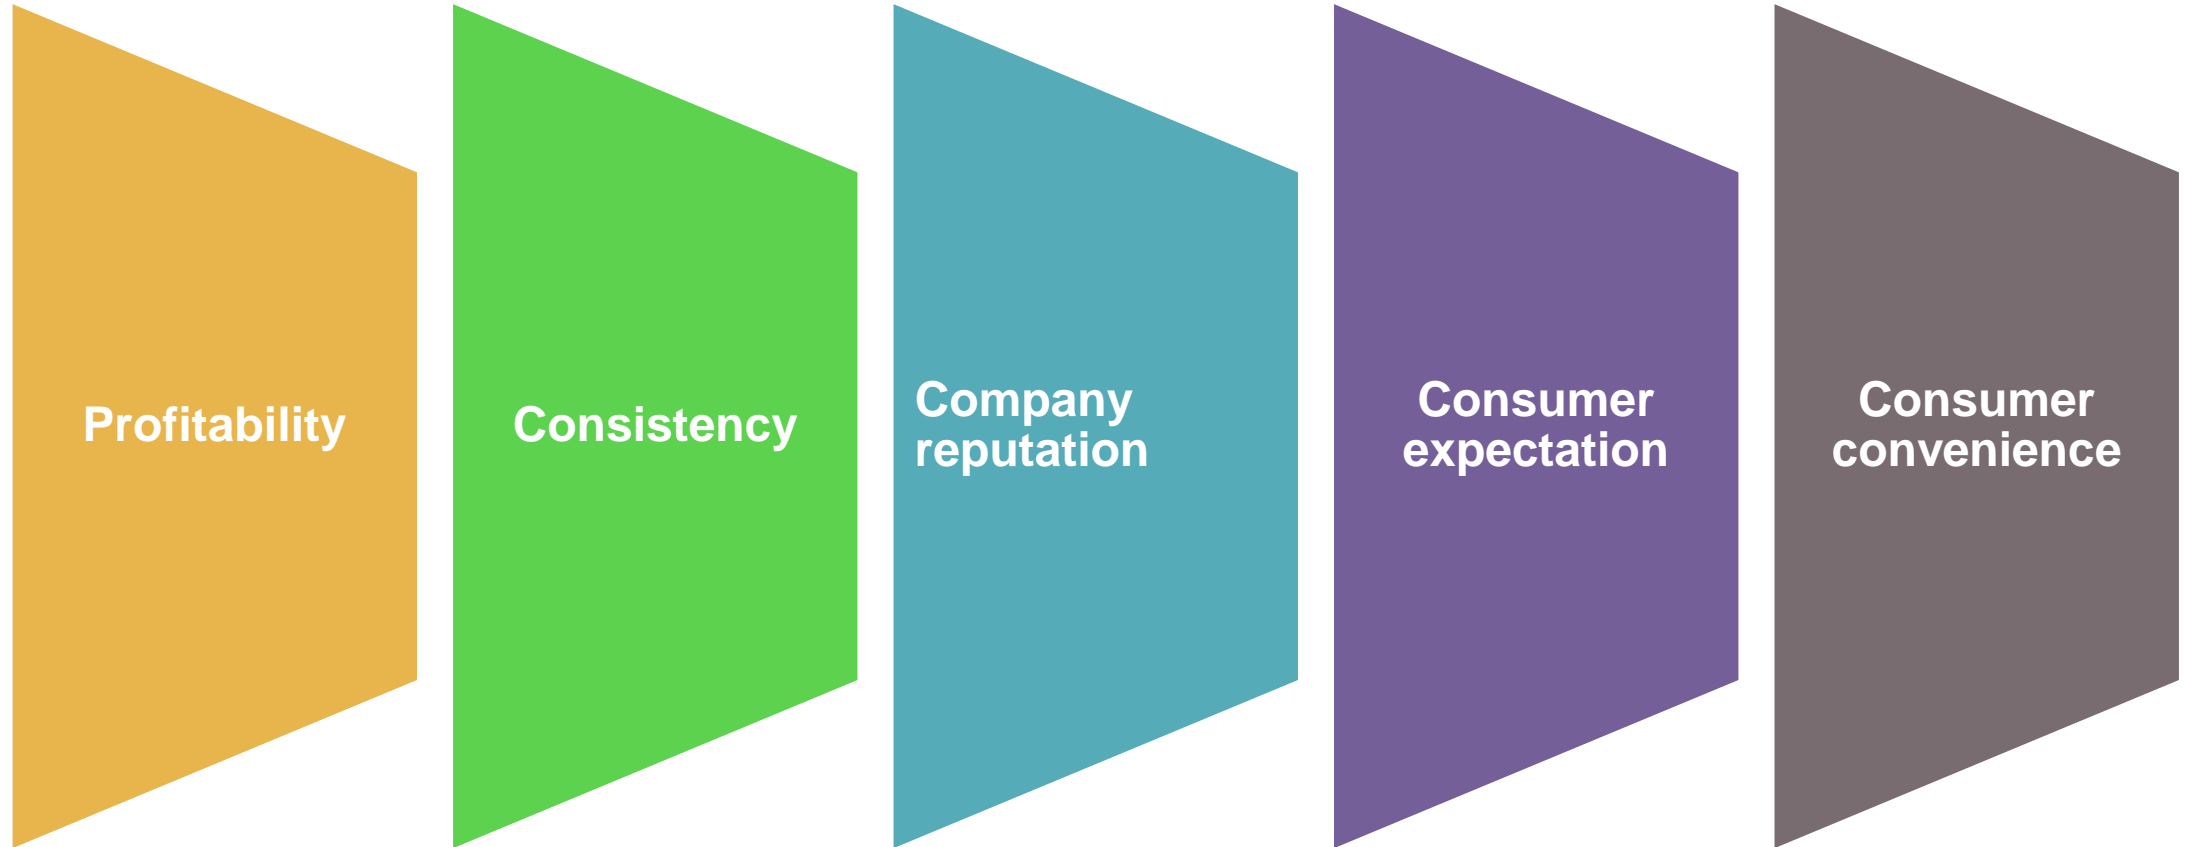 Profitability
Consistency
Company
reputation
Consumer
expectation
Consumer
convenience